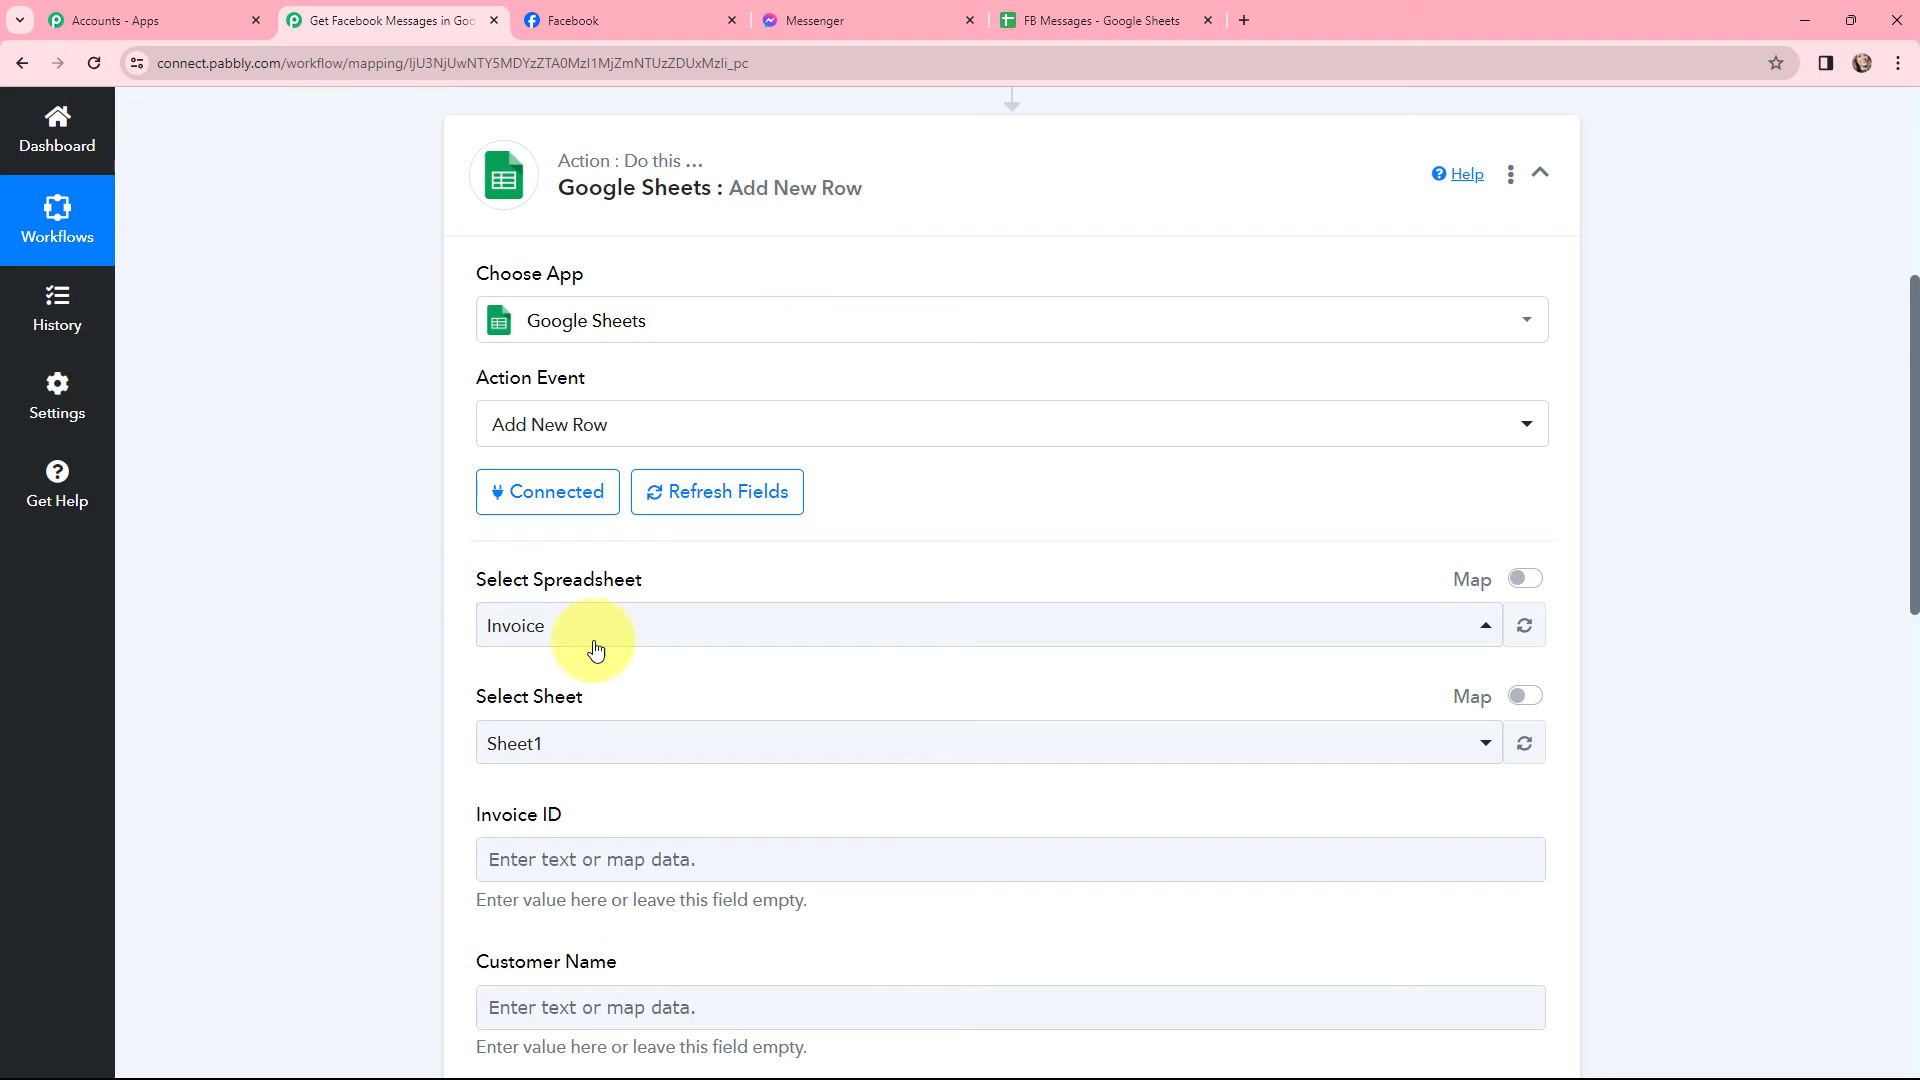 Accounts - Apps
Get Facebook Messages in Goo
Facebook
Messenger
FB Messages - Google Sheets
connect.pabbly.com/workflow/mapping/IjU3NjUwNTY5MDYzZTA0MzI1MjZmNTUzZDUxMzIi_pc
Dashboard
Workflows
History
Settings
Get Help
Action : Do this ...
Google Sheets : Add New Row
Help
Choose App
Google Sheets
Action Event
Add New Row
Connected
Refresh Fields
Select Spreadsheet
Map
Invoice
Select Sheet
Map
Sheet1
Invoice ID
Enter text or map data.
Enter value here or leave this field empty.
Customer Name
Enter text or map data.
Enter value here or leave this field empty.